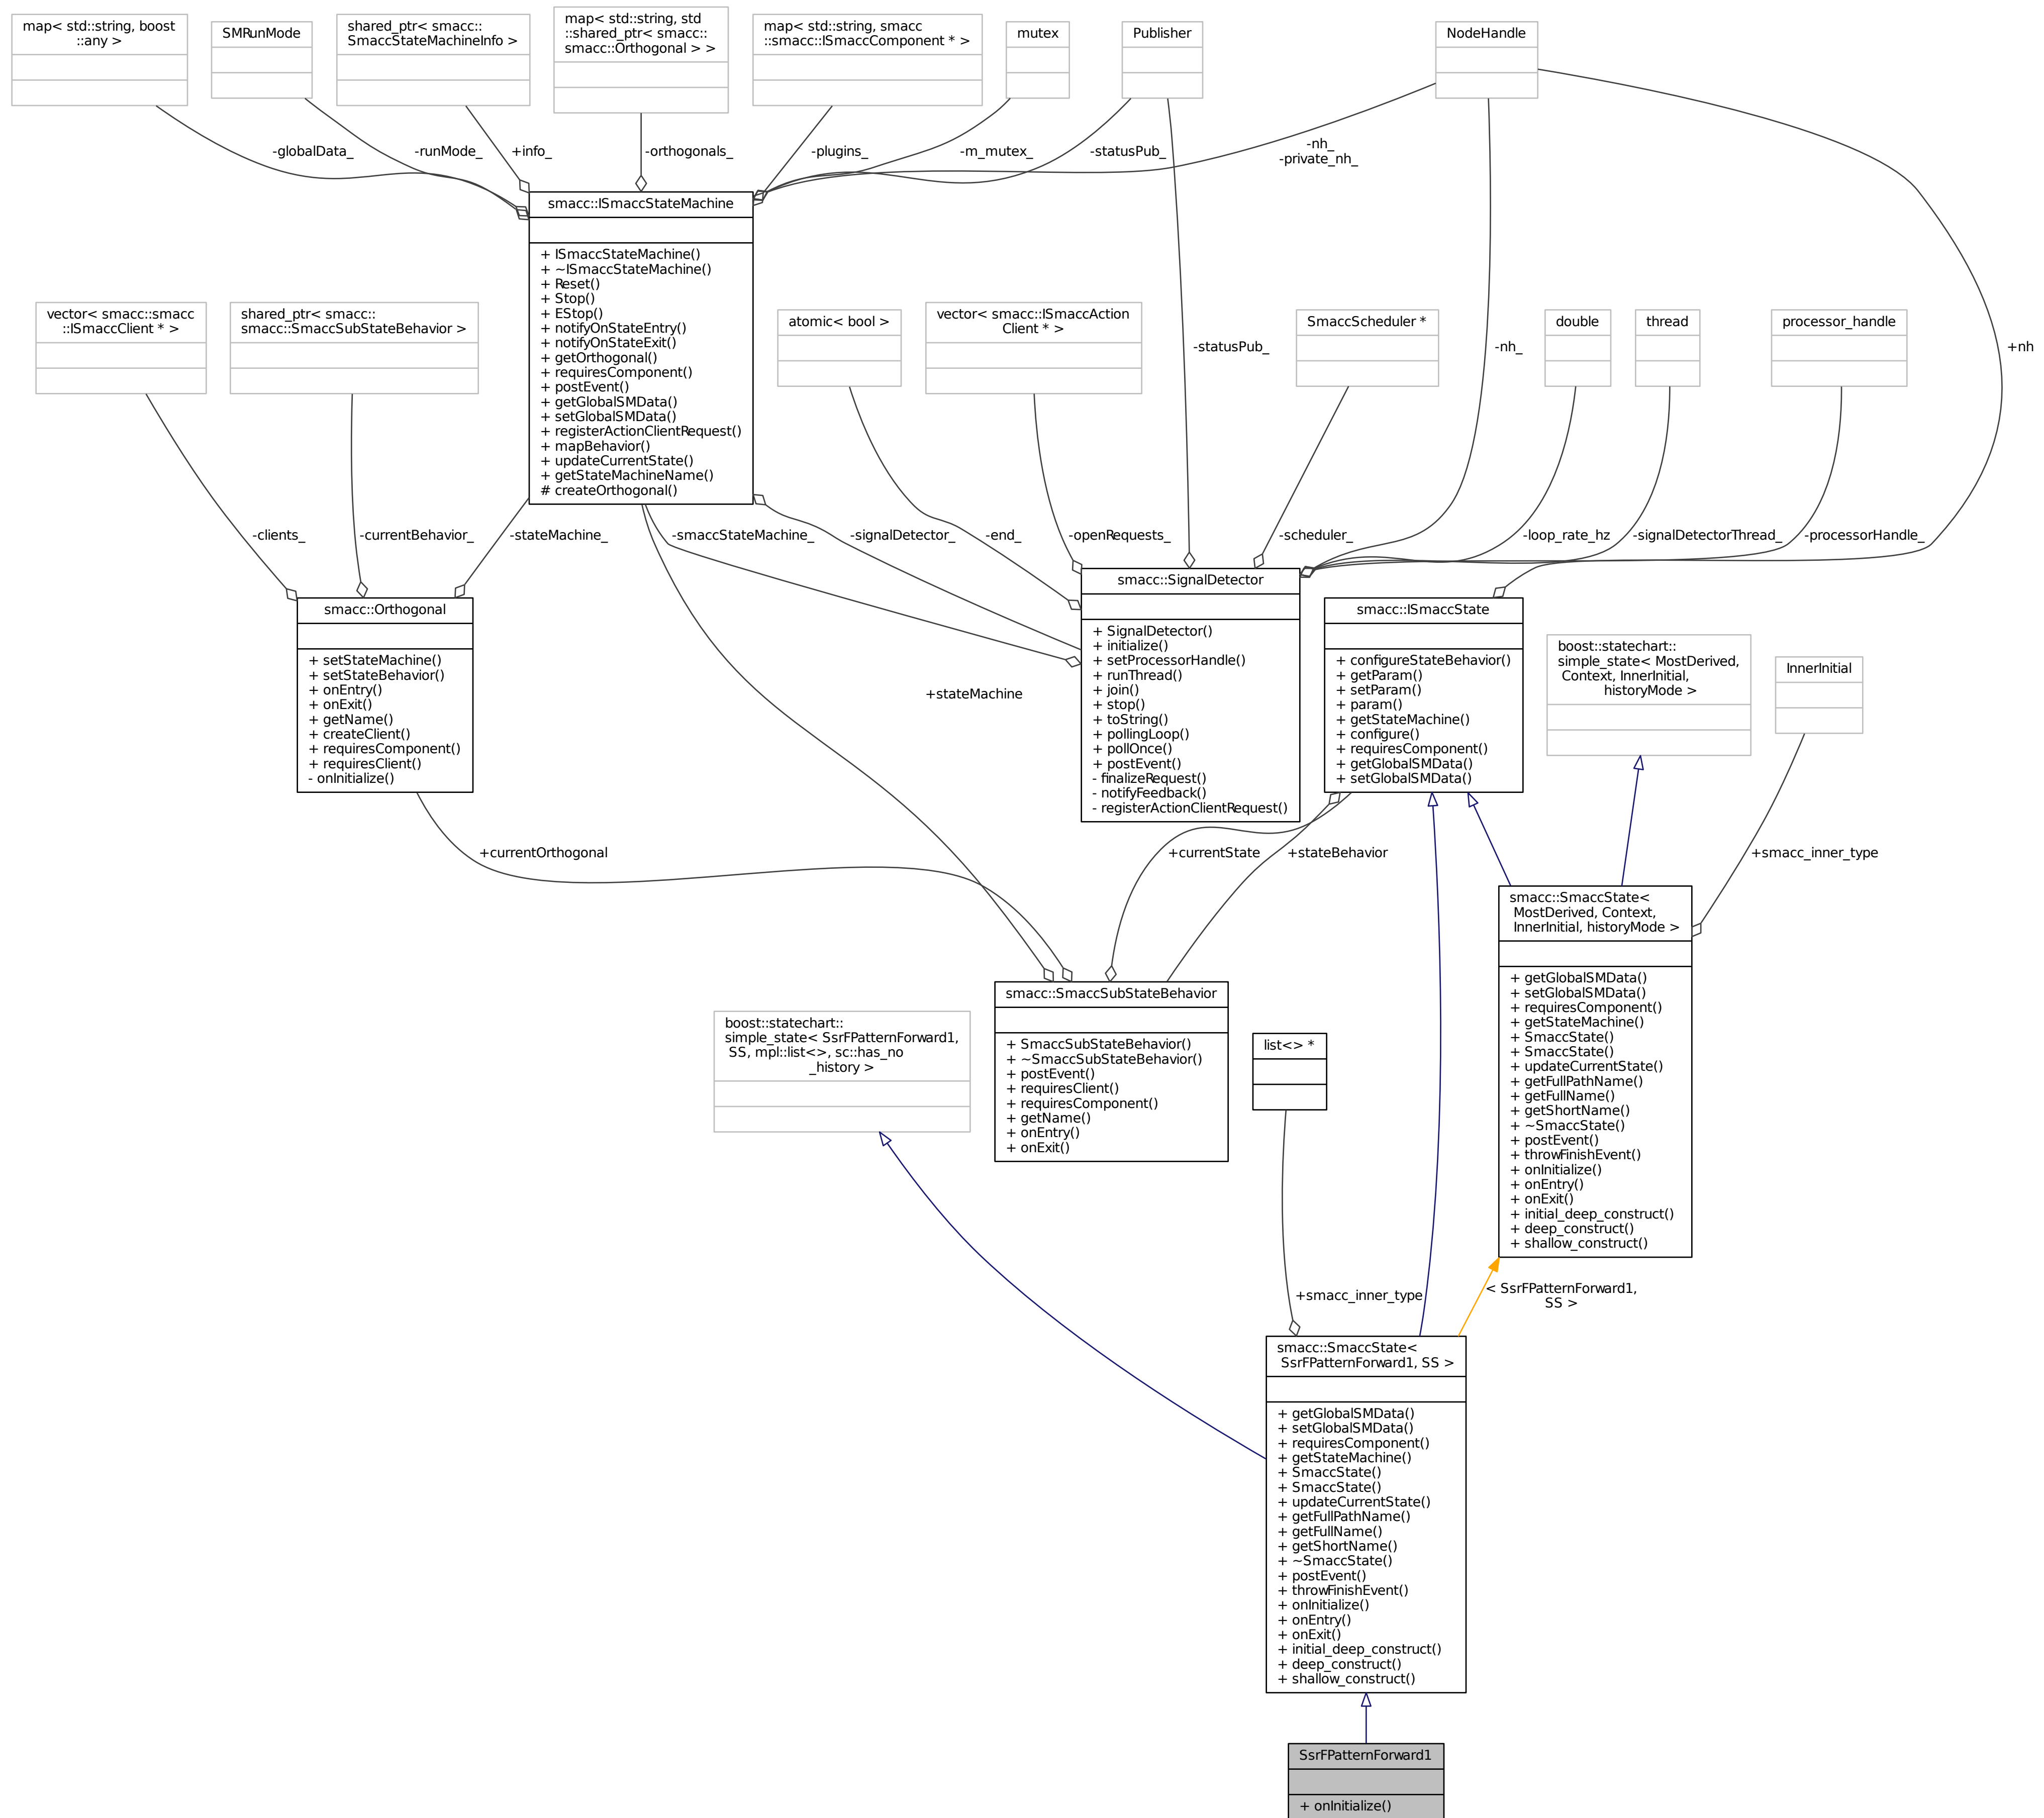 map< std::string, boost
::any >
SMRunMode
shared_ptr< smacc::
SmaccStateMachineInfo >
map< std::string, std
::shared_ptr< smacc::
smacc::Orthogonal > >
map< std::string, smacc
::smacc::ISmaccComponent * >
mutex
Publisher
NodeHandle
-globalData_
-runMode_
+info_
-orthogonals_
-plugins_
-m_mutex_
-statusPub_
-nh_
-private_nh_
smacc::ISmaccStateMachine
+ ISmaccStateMachine()
+ ~ISmaccStateMachine()
+ Reset()
+ Stop()
+ EStop()
+ notifyOnStateEntry()
+ notifyOnStateExit()
+ getOrthogonal()
+ requiresComponent()
+ postEvent()
+ getGlobalSMData()
+ setGlobalSMData()
+ registerActionClientRequest()
+ mapBehavior()
+ updateCurrentState()
+ getStateMachineName()
# createOrthogonal()
vector< smacc::smacc
::ISmaccClient * >
shared_ptr< smacc::
smacc::SmaccSubStateBehavior >
atomic< bool >
vector< smacc::ISmaccAction
Client * >
SmaccScheduler *
double
thread
processor_handle
-statusPub_
-nh_
+nh
-clients_
-currentBehavior_
-stateMachine_
-smaccStateMachine_
-signalDetector_
-end_
-openRequests_
-scheduler_
-loop_rate_hz
-signalDetectorThread_
-processorHandle_
smacc::Orthogonal
+ setStateMachine()
+ setStateBehavior()
+ onEntry()
+ onExit()
+ getName()
+ createClient()
+ requiresComponent()
+ requiresClient()
- onInitialize()
smacc::SignalDetector
+ SignalDetector()
+ initialize()
+ setProcessorHandle()
+ runThread()
+ join()
+ stop()
+ toString()
+ pollingLoop()
+ pollOnce()
+ postEvent()
- finalizeRequest()
- notifyFeedback()
- registerActionClientRequest()
smacc::ISmaccState
+ configureStateBehavior()
+ getParam()
+ setParam()
+ param()
+ getStateMachine()
+ configure()
+ requiresComponent()
+ getGlobalSMData()
+ setGlobalSMData()
boost::statechart::
simple_state< MostDerived,
Context, InnerInitial,
historyMode >
InnerInitial
+stateMachine
+currentOrthogonal
+currentState
+stateBehavior
+smacc_inner_type
smacc::SmaccState<
MostDerived, Context,
InnerInitial, historyMode >
+ getGlobalSMData()
+ setGlobalSMData()
+ requiresComponent()
+ getStateMachine()
+ SmaccState()
+ SmaccState()
+ updateCurrentState()
+ getFullPathName()
+ getFullName()
+ getShortName()
+ ~SmaccState()
+ postEvent()
+ throwFinishEvent()
+ onInitialize()
+ onEntry()
+ onExit()
+ initial_deep_construct()
+ deep_construct()
+ shallow_construct()
boost::statechart::
simple_state< SsrFPatternForward1,
SS, mpl::list<>, sc::has_no
_history >
smacc::SmaccSubStateBehavior
+ SmaccSubStateBehavior()
+ ~SmaccSubStateBehavior()
+ postEvent()
+ requiresClient()
+ requiresComponent()
+ getName()
+ onEntry()
+ onExit()
list<> *
+smacc_inner_type
< SsrFPatternForward1,
SS >
smacc::SmaccState<
SsrFPatternForward1, SS >
+ getGlobalSMData()
+ setGlobalSMData()
+ requiresComponent()
+ getStateMachine()
+ SmaccState()
+ SmaccState()
+ updateCurrentState()
+ getFullPathName()
+ getFullName()
+ getShortName()
+ ~SmaccState()
+ postEvent()
+ throwFinishEvent()
+ onInitialize()
+ onEntry()
+ onExit()
+ initial_deep_construct()
+ deep_construct()
+ shallow_construct()
SsrFPatternForward1
+ onInitialize()